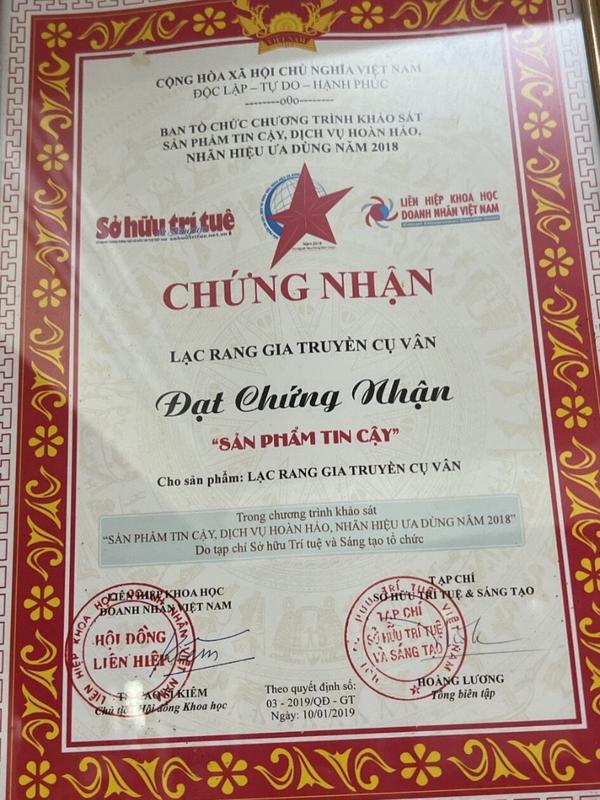 VIỆT NAM
CỘNG HÒA XÃ HỘI CHỦ NGHĨA VIỆT NAM
ĐỘC LẬP – TỰ DO – HẠNH PHÚC
--------o0o--------
BAN TỔ CHỨC CHƯƠNG TRÌNH KHẢO SÁT
SẢN PHẨM TIN CẬY, DỊCH VỤ HOÀN HẢO,
NHÃN HIỆU ƯA DÙNG NĂM 2018
Sở hữu trí tuệ
Năm 2018
LIÊN HIỆP KHOA HỌC
DOANH NHÂN VIỆT NAM
CHỨNG NHẬN
LẠC RANG GIA TRUYỀN CỤ VÂN
Đạt Chứng Nhận
“SẢN PHẨM TIN CẬY”
Cho sản phẩm: LẠC RANG GIA TRUYỀN CỤ VÂN
Trong chương trình khảo sát
“SẢN PHẨM TIN CẬY, DỊCH VỤ HOÀN HẢO, NHÃN HIỆU ƯA DÙNG NĂM 2018”
Do tạp chí Sở hữu Trí tuệ và Sáng tạo tổ chức
LIÊN HIỆP KHOA HỌC
DOANH NHÂN VIỆT NAM
HỘI ĐỒNG
LIÊN HIỆP
KIÊM
Chủ tịch Hội đồng Khoa học
Theo quyết định số:
03 - 2019/QĐ - GT
Ngày: 10/01/2019
TẠP CHÍ
SỞ HỮU TRÍ TUỆ & SÁNG TẠO
TẠP CHÍ
SỞ HỮU TRÍ TUỆ
VÀ SÁNG TẠO
HOÀNG LƯƠNG
Tổng biên tập